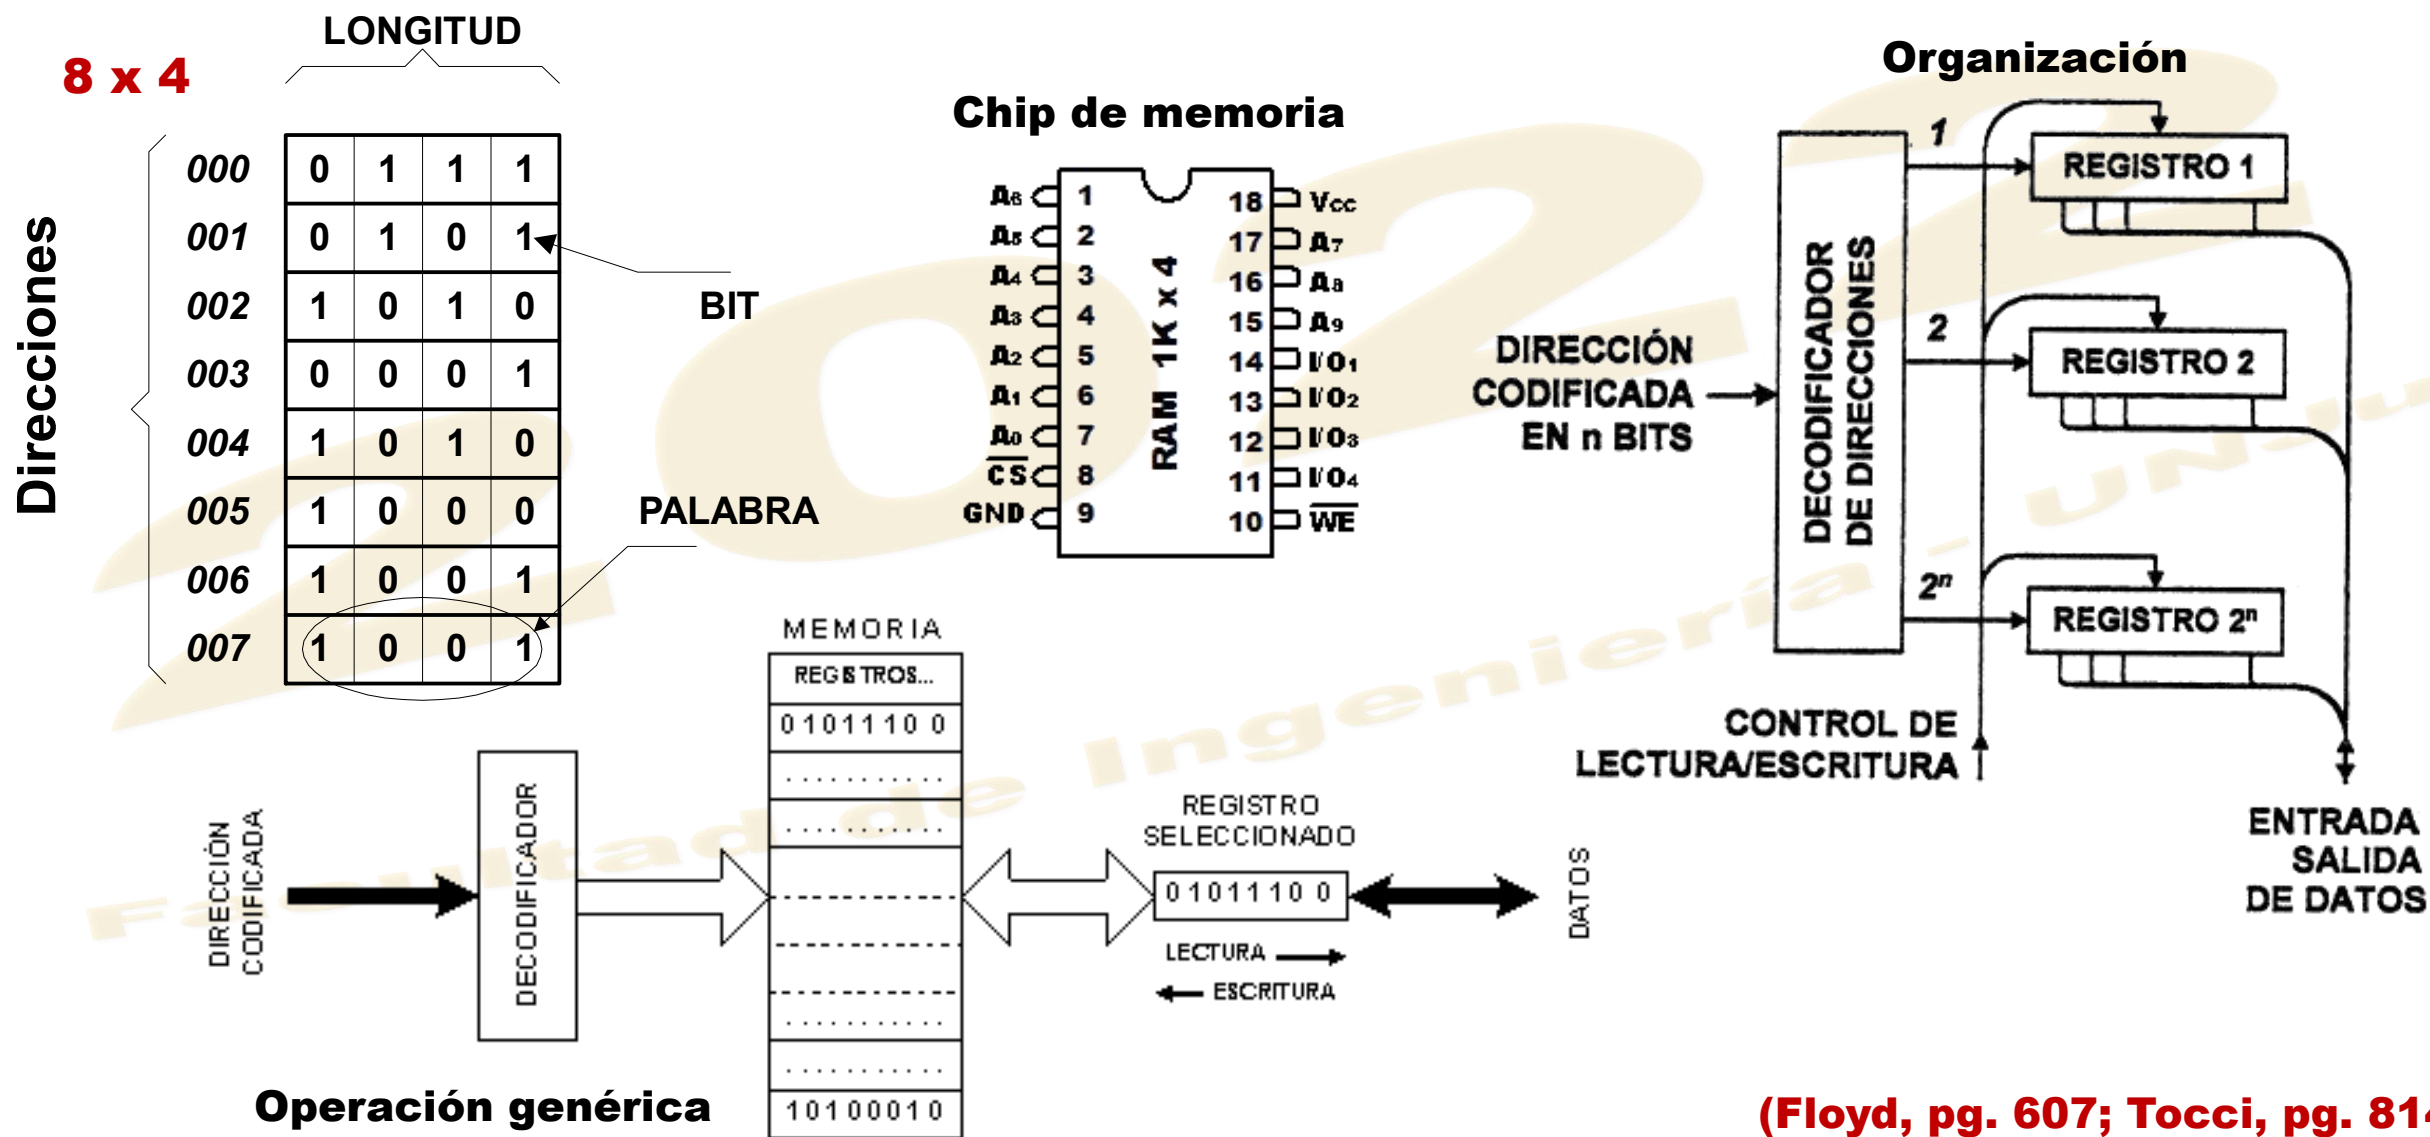 LONGITUD
8 x 4
Direcciones
000 0 1 1 1
001 0 1 0 1
002 1 0 1 0
003 0 0 0 1
004 1 0 1 0
005 1 0 0 0
006 1 0 0 1
007 1 0 0 1
BIT
PALABRA
Chip de memoria
A6 1
A5 2
A4 3
A3 4
A2 5
A1 6
A0 7
CS 8
GND 9
RAM 1K x 4
18 Vcc
17 A7
16 A8
15 A9
14 I/O1
13 I/O2
12 I/O3
11 I/O4
10 WE
Organización
DIRECCIÓN
CODIFICADA
EN n BITS
DECODIFICADOR
DE DIRECCIONES
1
REGISTRO 1
2
REGISTRO 2
2n
REGISTRO 2n
CONTROL DE
LECTURA/ESCRITURA
ENTRADA
SALIDA
DE DATOS
MEMORIA
REGISTROS...
0 1 0 1 1 1 0 0
. . . . . . . . . . .
. . . . . . . . . . .
. . . . . . . . . . .
. . . . . . . . . . .
1 0 1 0 0 0 1 0
DIRECCIÓN
CODIFICADA
DECODIFICADOR
REGISTRO
SELECCIONADO
0 1 0 1 1 1 0 0
LECTURA
ESCRITURA
DATOS
Operación genérica
(Floyd, pg. 607; Tocci, pg. 814
2022
Facultad de Ingeniería - UNJu